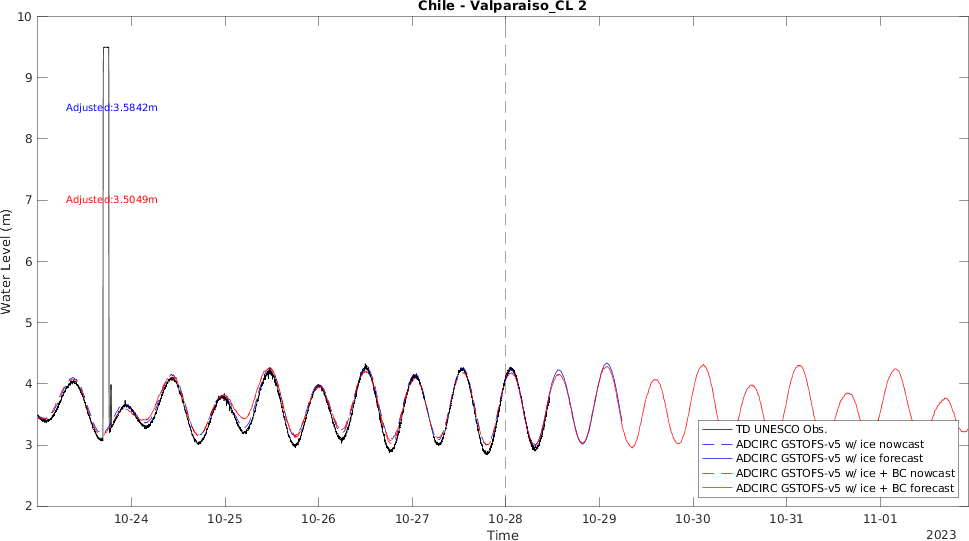 Chile - Valparaiso_CL 2
10
9
8
7
6
5
4
3
2
Water Level (m)
Adjusted:3.5842m
Adjusted:3.5049m
TD UNESCO Obs.
ADCIRC GSTOFS-v5 w/ ice nowcast
ADCIRC GSTOFS-v5 w/ ice forecast
ADCIRC GSTOFS-v5 w/ ice + BC nowcast
ADCIRC GSTOFS-v5 w/ ice + BC forecast
10-24 10-25 10-26 10-27 10-28 10-29 10-30 10-31 11-01
Time
2023